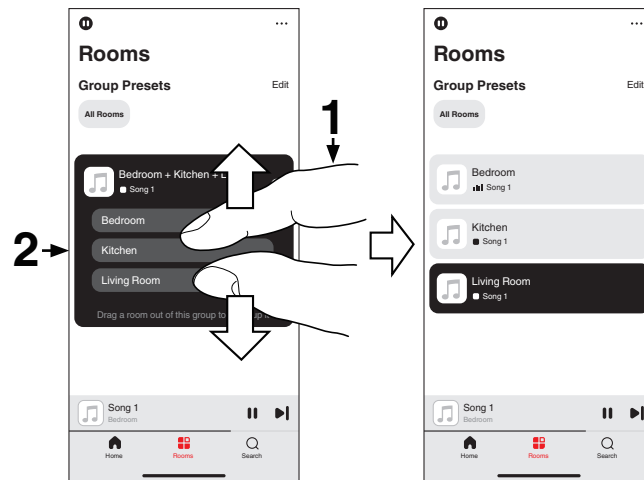 Rooms
Group Presets Edit
All Rooms
1
Bedroom + Kitchen + L
Song 1
Bedroom
2
Kitchen
Living Room
Drag a room out of this group to
Song 1
Bedroom
Home Rooms Search
Rooms
Group Presets Edit
All Rooms
Bedroom
Song 1
Kitchen
Song 1
Living Room
Song 1
Song 1
Bedroom
Home Rooms Search